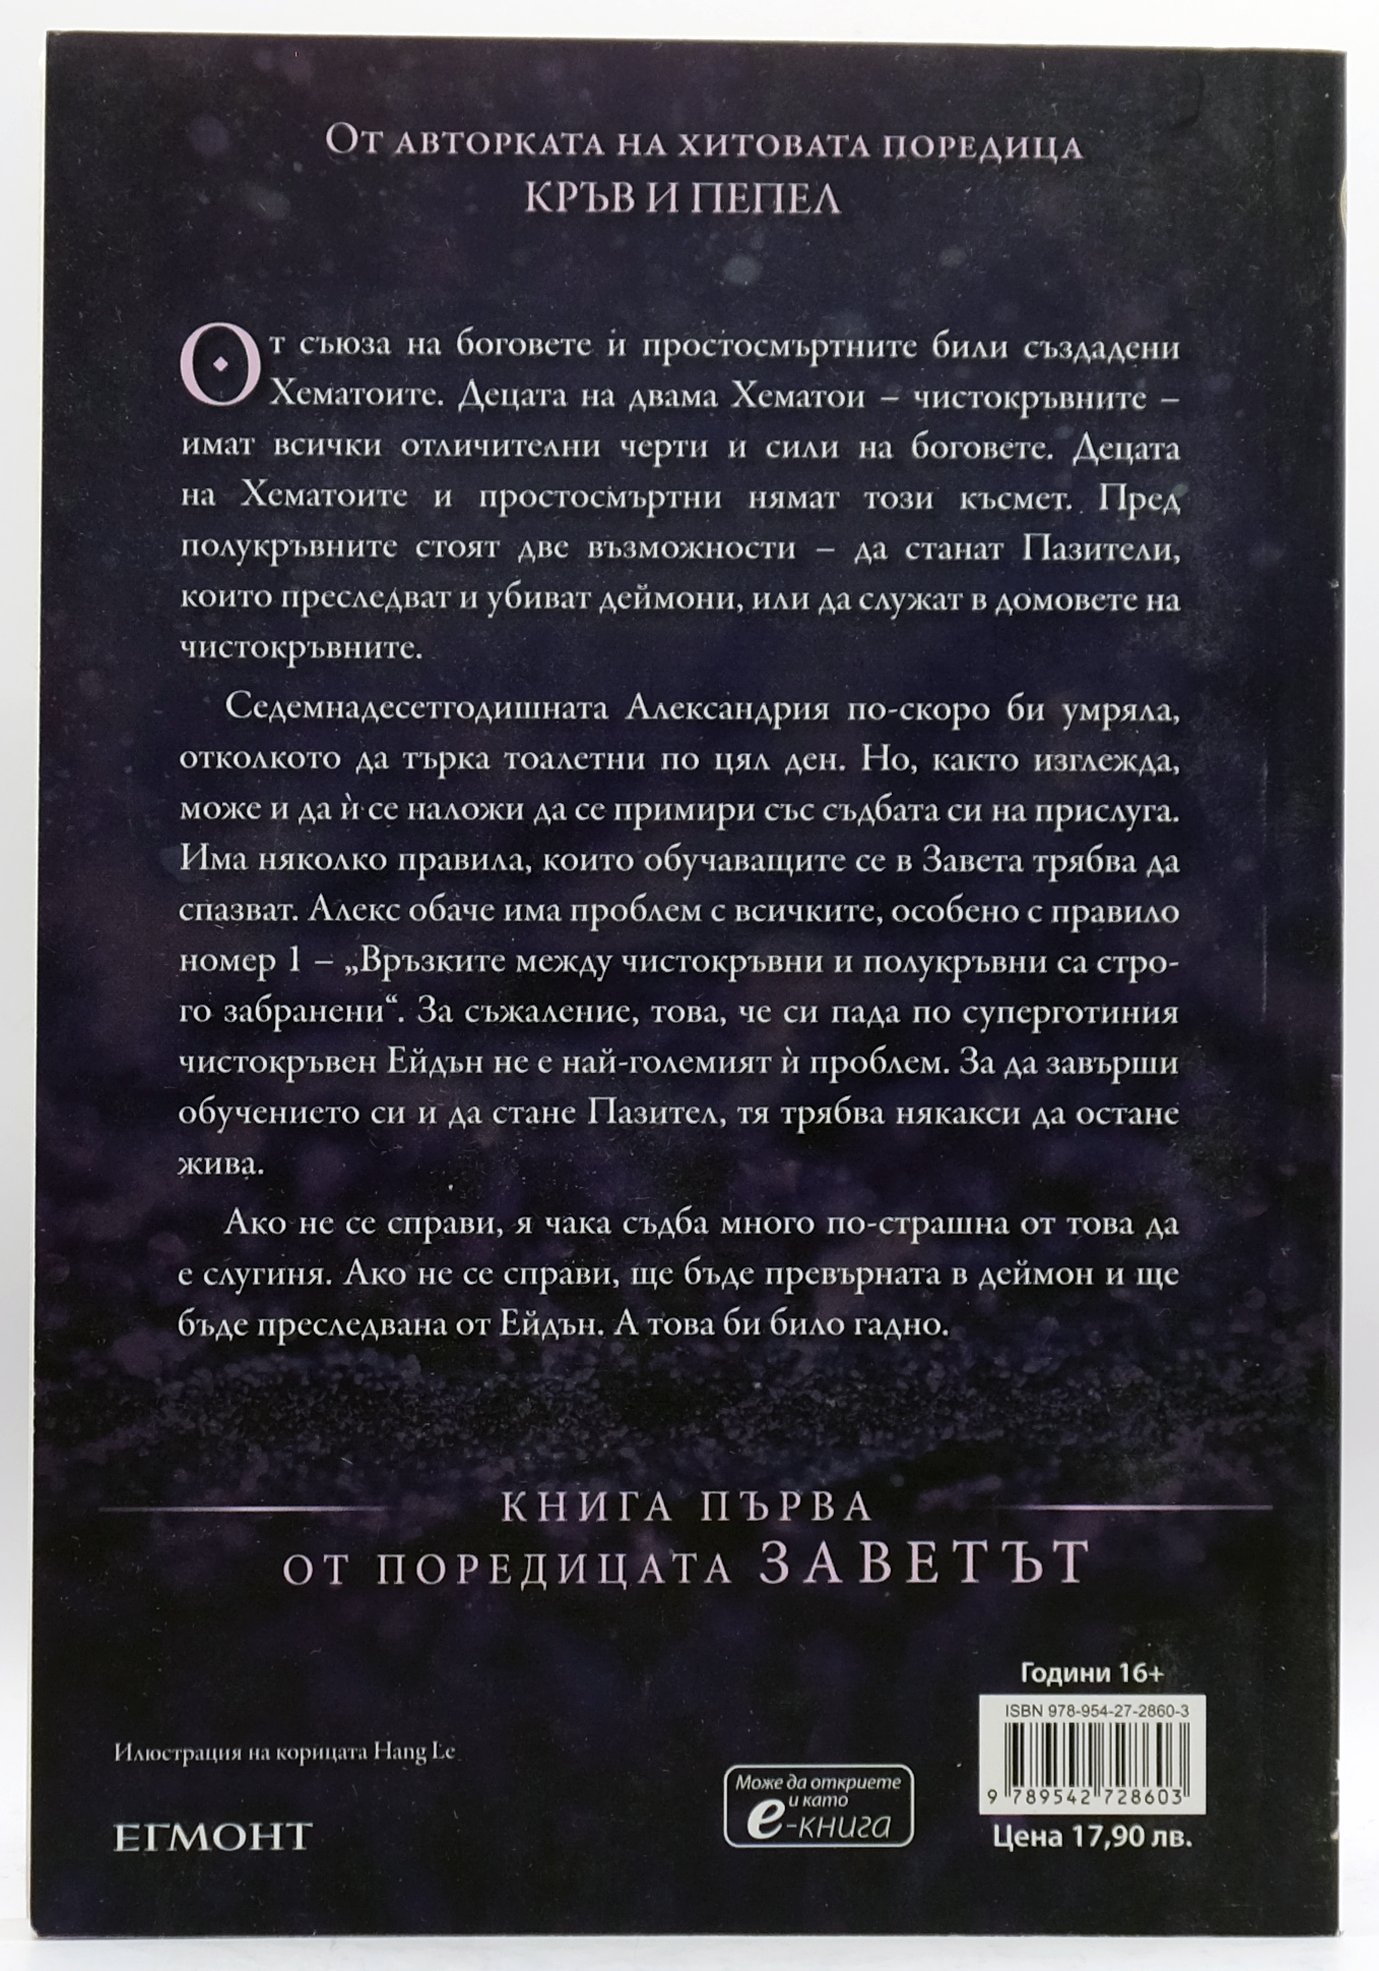 От авторката на хитовата поредица
КРЪВ И ПЕПЕЛ
От съюза на боговете и простосмъртните били създадени
Хематоите. Децата на двама Хематои – чистокръвните –
имат всички отличителни черти и сили на боговете. Децата
на Хематоите и простосмъртни нямат този късмет. Пред
полукръвните стоят две възможности – да станат Пазители,
които преследват и убиват деймони, или да служат в домовете на
чистокръвните.
Седемнадесетгодишната Александрия по-скоро би умряла,
отколкото да търка тоалетни по цял ден. Но, както изглежда,
може и да ѝ се наложи да се примири със съдбата си на прислуга.
Има няколко правила, които обучаващите се в Завета трябва да
спазват. Алекс обаче има проблем с всичките, особено с правило
номер 1 – „Връзките между чистокръвни и полукръвни са стро-
го забранени“. За съжаление, това, че си пада по суперготиния
чистокръвен Ейдън не е най-големият ѝ проблем. За да завърши
обучението си и да стане Пазител, тя трябва някакси да остане
жива.
Ако не се справи, я чака съдба много по-страшна от това да
е слугиня. Ако не се справи, ще бъде превърната в деймон и ще
бъде преследвана от Ейдън. А това би било гадно.
КНИГА ПЪРВА
ОТ ПОРЕДИЦАТА ЗАВЕТЪТ
Години 16+
ISBN 978-954-27-2860-3
9 789542 728603
Цена 17,90 лв.
Илюстрация на корицата Hang Le
Може да откриете
и като
е-книга
ЕГМОНТ